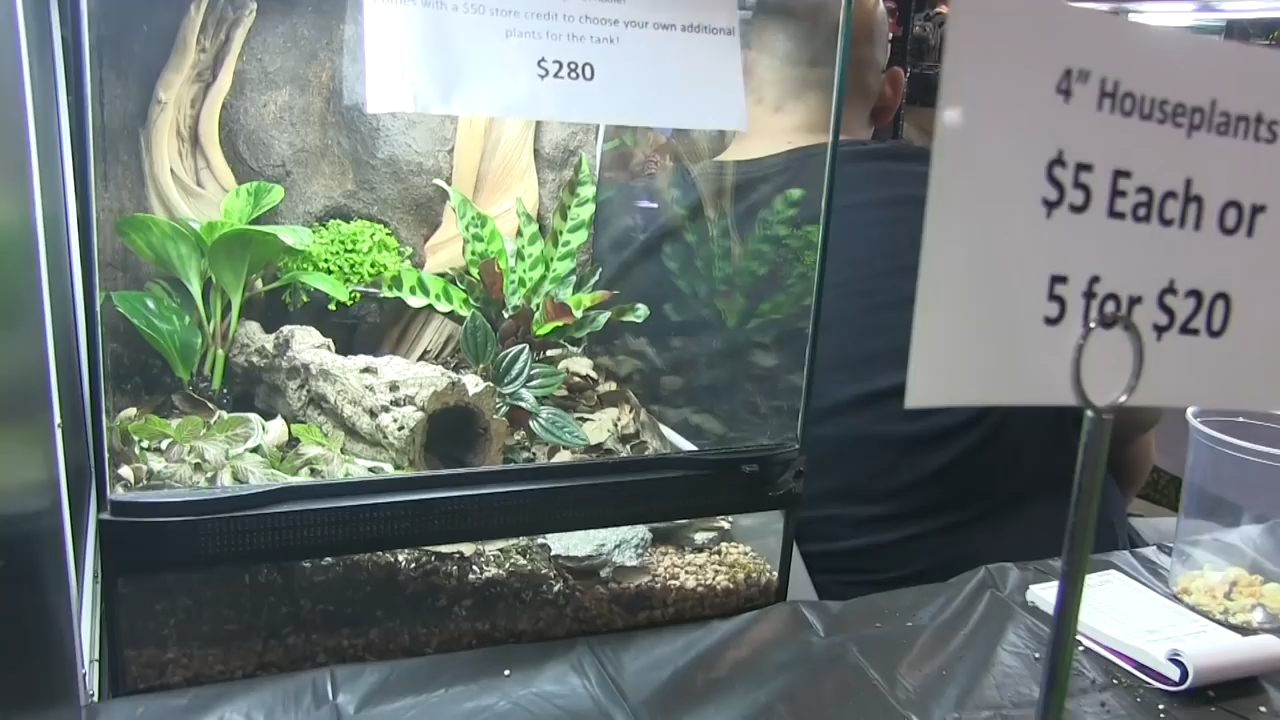 with a $50 store credit to choose your own additional
plants for the tank!
$280
4" Houseplants
$5 Each or
5 for $20